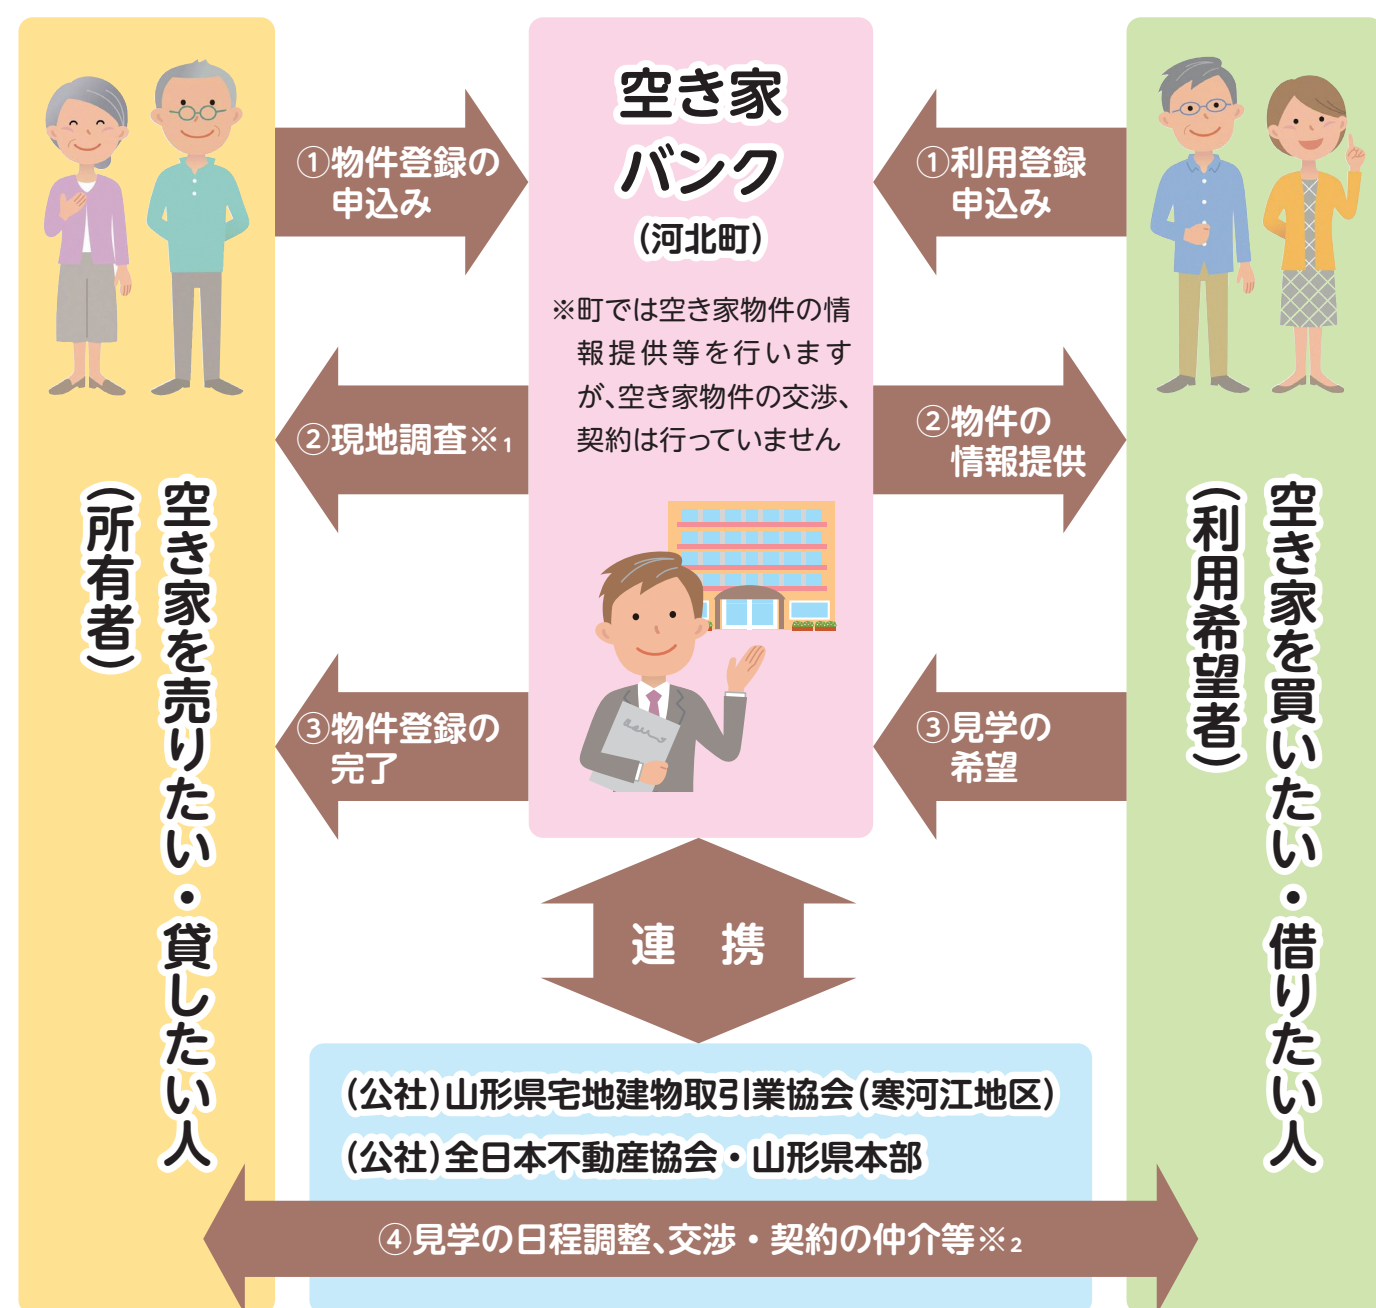 空き家
バンク
(河北町)
※町では空き家物件の情
報提供等を行います
が、空き家物件の交渉、
契約は行っていません
①物件登録の
申込み
②現地調査※1
③物件登録の
完了
①利用登録
申込み
②物件の
情報提供
③見学の
希望
空き家を売りたい・貸したい人
(所有者)
空き家を買いたい・借りたい人
(利用希望者)
連 携
(公社)山形県宅地建物取引業協会(寒河江地区)
(公社)全日本不動産協会・山形県本部
④見学の日程調整、交渉・契約の仲介等※2